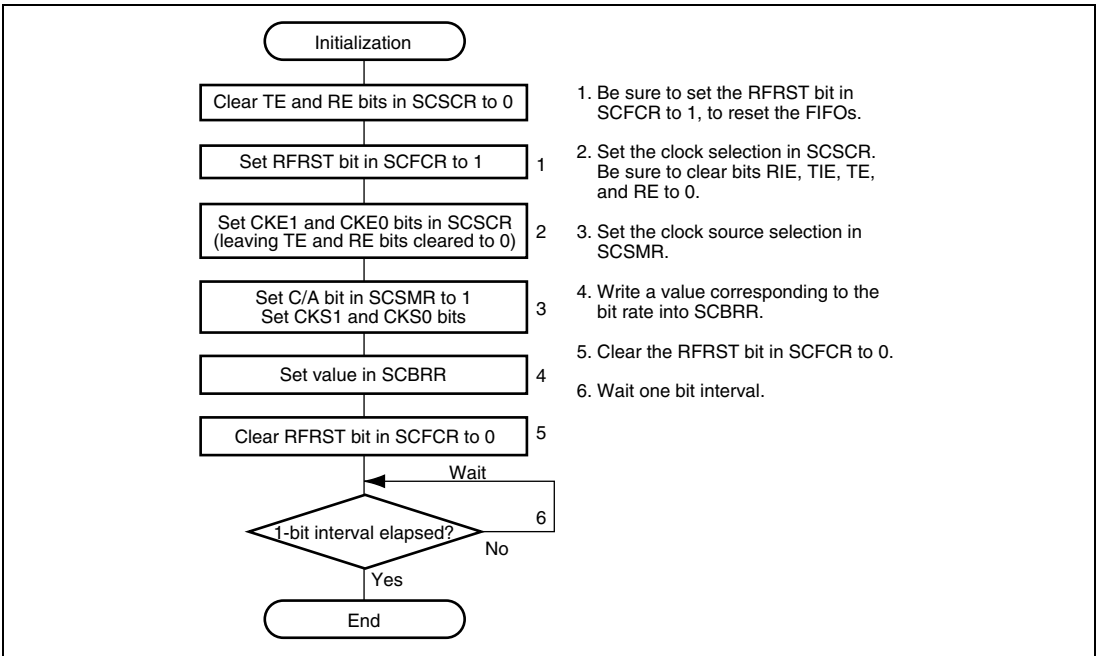 Initialization
Clear TE and RE bits in SCSCR to 0
Set RFRST bit in SCFCR to 1
1
Set CKE1 and CKE0 bits in SCSCR
(leaving TE and RE bits cleared to 0)
2
Set C/A bit in SCSMR to 1
Set CKS1 and CKS0 bits
3
Set value in SCBRR
4
Clear RFRST bit in SCFCR to 0
5
Wait
1-bit interval elapsed?
6
No
Yes
End
1. Be sure to set the RFRST bit in
SCFCR to 1, to reset the FIFOs.
2. Set the clock selection in SCSCR.
Be sure to clear bits RIE, TIE, TE,
and RE to 0.
3. Set the clock source selection in
SCSMR.
4. Write a value corresponding to the
bit rate into SCBRR.
5. Clear the RFRST bit in SCFCR to 0.
6. Wait one bit interval.